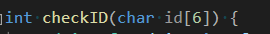 int checkID(char id[6]) {